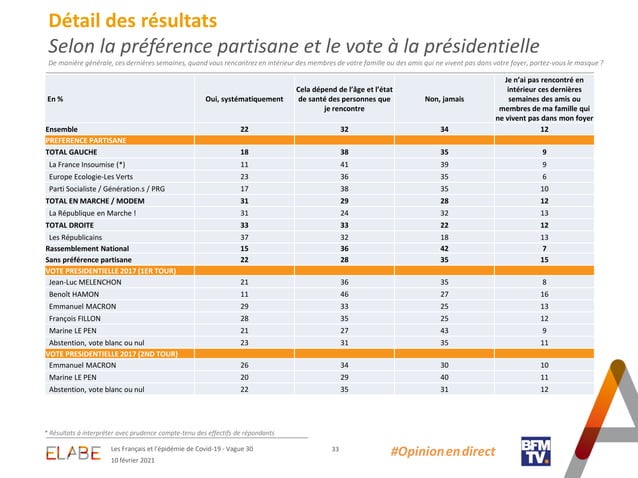 Détail des résultats
Selon la préférence partisane et le vote à la présidentielle
De manière générale, ces dernières semaines, quand vous rencontrez en intérieur des membres de votre famille ou des amis qui ne vivent pas dans votre foyer, portez-vous le masque ?
En % Oui, systématiquement Cela dépend de l'âge et l'état de santé des personnes que je rencontre Non, jamais Je n'ai pas rencontré en intérieur ces dernières semaines des amis ou membres de ma famille qui ne vivent pas dans mon foyer
Ensemble 22 32 34 12
PREFERENCE PARTISANE
TOTAL GAUCHE 18 38 35 9
La France Insoumise (*) 11 41 39 9
Europe Ecologie-Les Verts 23 36 35 6
Parti Socialiste / Génération.s / PRG 17 38 35 10
TOTAL EN MARCHE / MODEM 31 29 28 12
La République en Marche ! 31 24 32 13
TOTAL DROITE 33 33 22 12
Les Républicains 37 32 18 13
Rassemblement National 15 36 42 7
Sans préférence partisane 22 28 35 15
VOTE PRESIDENTIELLE 2017 (1ER TOUR)
Jean-Luc MELENCHON 21 36 35 8
Benoît HAMON 11 46 27 16
Emmanuel MACRON 29 33 25 13
François FILLON 28 35 25 12
Marine LE PEN 21 27 43 9
Abstention, vote blanc ou nul 23 31 35 11
VOTE PRESIDENTIELLE 2017 (2ND TOUR)
Emmanuel MACRON 26 34 30 10
Marine LE PEN 20 29 40 11
Abstention, vote blanc ou nul 22 35 31 12
* Résultats à interpréter avec prudence compte-tenu des effectifs de répondants
ELABE
Les Français et l'épidémie de Covid-19 - Vague 30
10 février 2021
33
#Opinion en direct
BFM
TV.